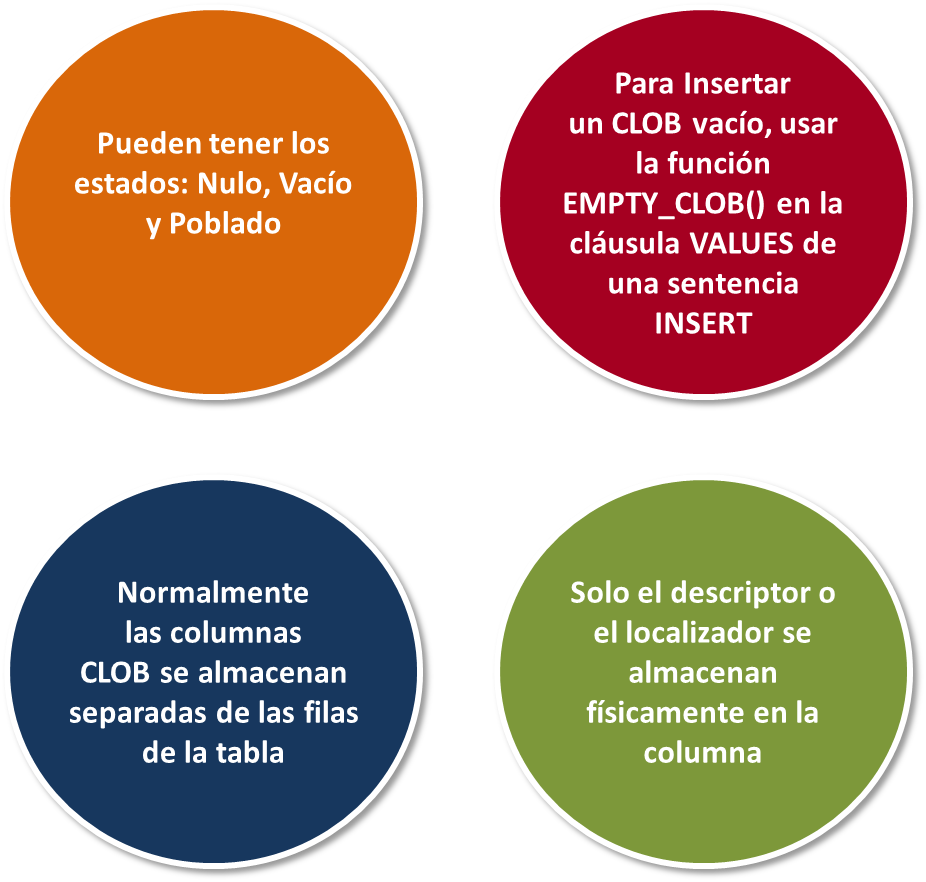 Pueden tener los
estados: Nulo, Vacío
y Poblado
Para Insertar
un CLOB vacío, usar
la función
EMPTY_CLOB() en la
cláusula VALUES de
una sentencia
INSERT
Normalmente
las columnas
CLOB se almacenan
separadas de las filas
de la tabla
Solo el descriptor o
el localizador se
almacenan
físicamente en la
columna